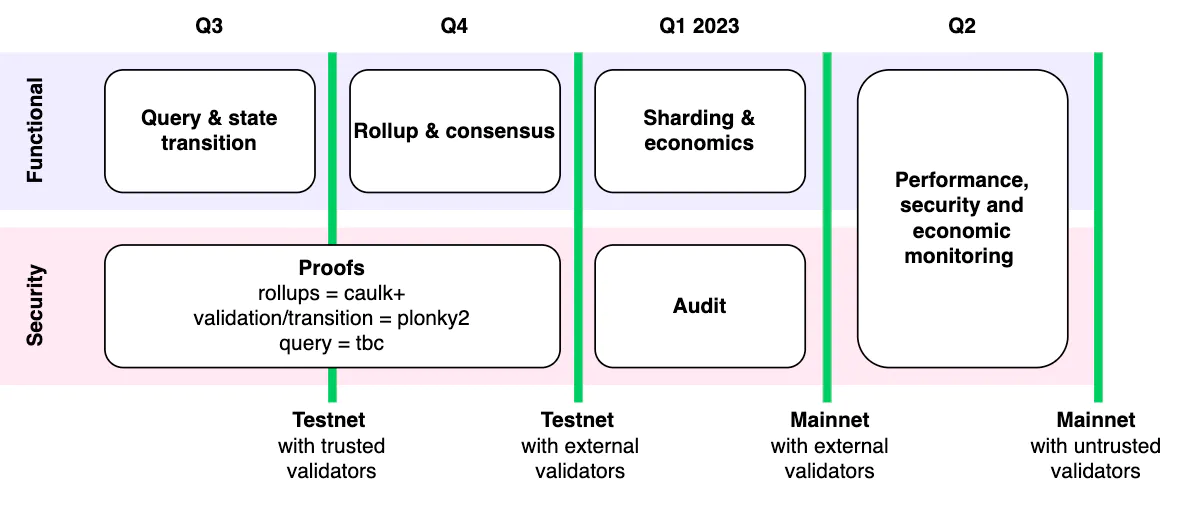 Q3
Q4
Q1 2023
Q2
Functional
Query & state
transition
Rollup & consensus
Sharding &
economics
Performance,
security and
economic
monitoring
Security
Proofs
rollups = caulk+
validation/transition = plonky2
query = tbc
Audit
Testnet
with trusted
validators
Testnet
with external
validators
Mainnet
with external
validators
Mainnet
with untrusted
validators